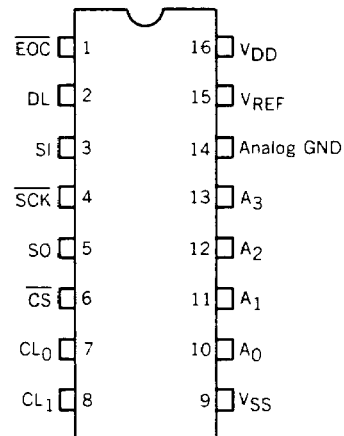 EOC 1 16 VDD
DL 2 15 VREF
SI 3 14 Analog GND
SCK 4 13 A3
SO 5 12 A2
CS 6 11 A1
CL0 7 10 A0
CL1 8 9 VSS